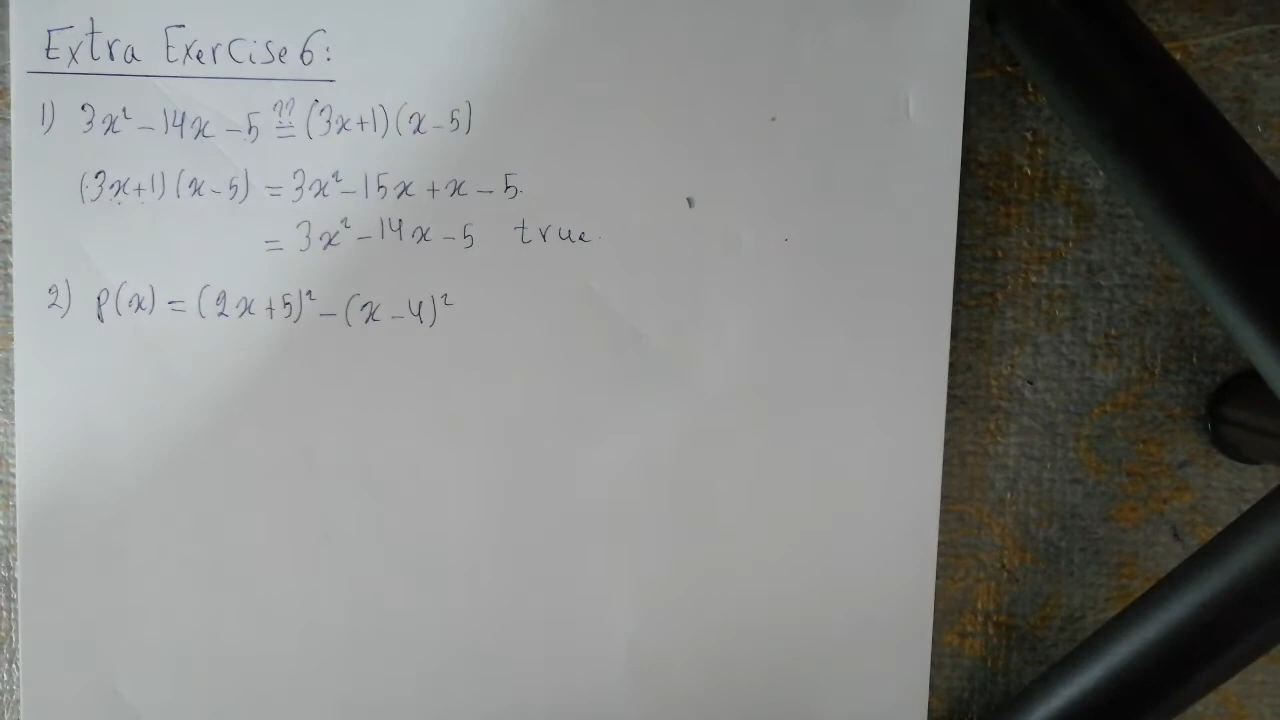 Extra Exercise 6:
1) 3x² - 14x - 5 ≟?? (3x+1)(x-5)
(3x+1)(x-5) = 3x² - 15x + x - 5
= 3x² - 14x - 5 true.
2) P(x) = (2x+5)² - (x-4)²